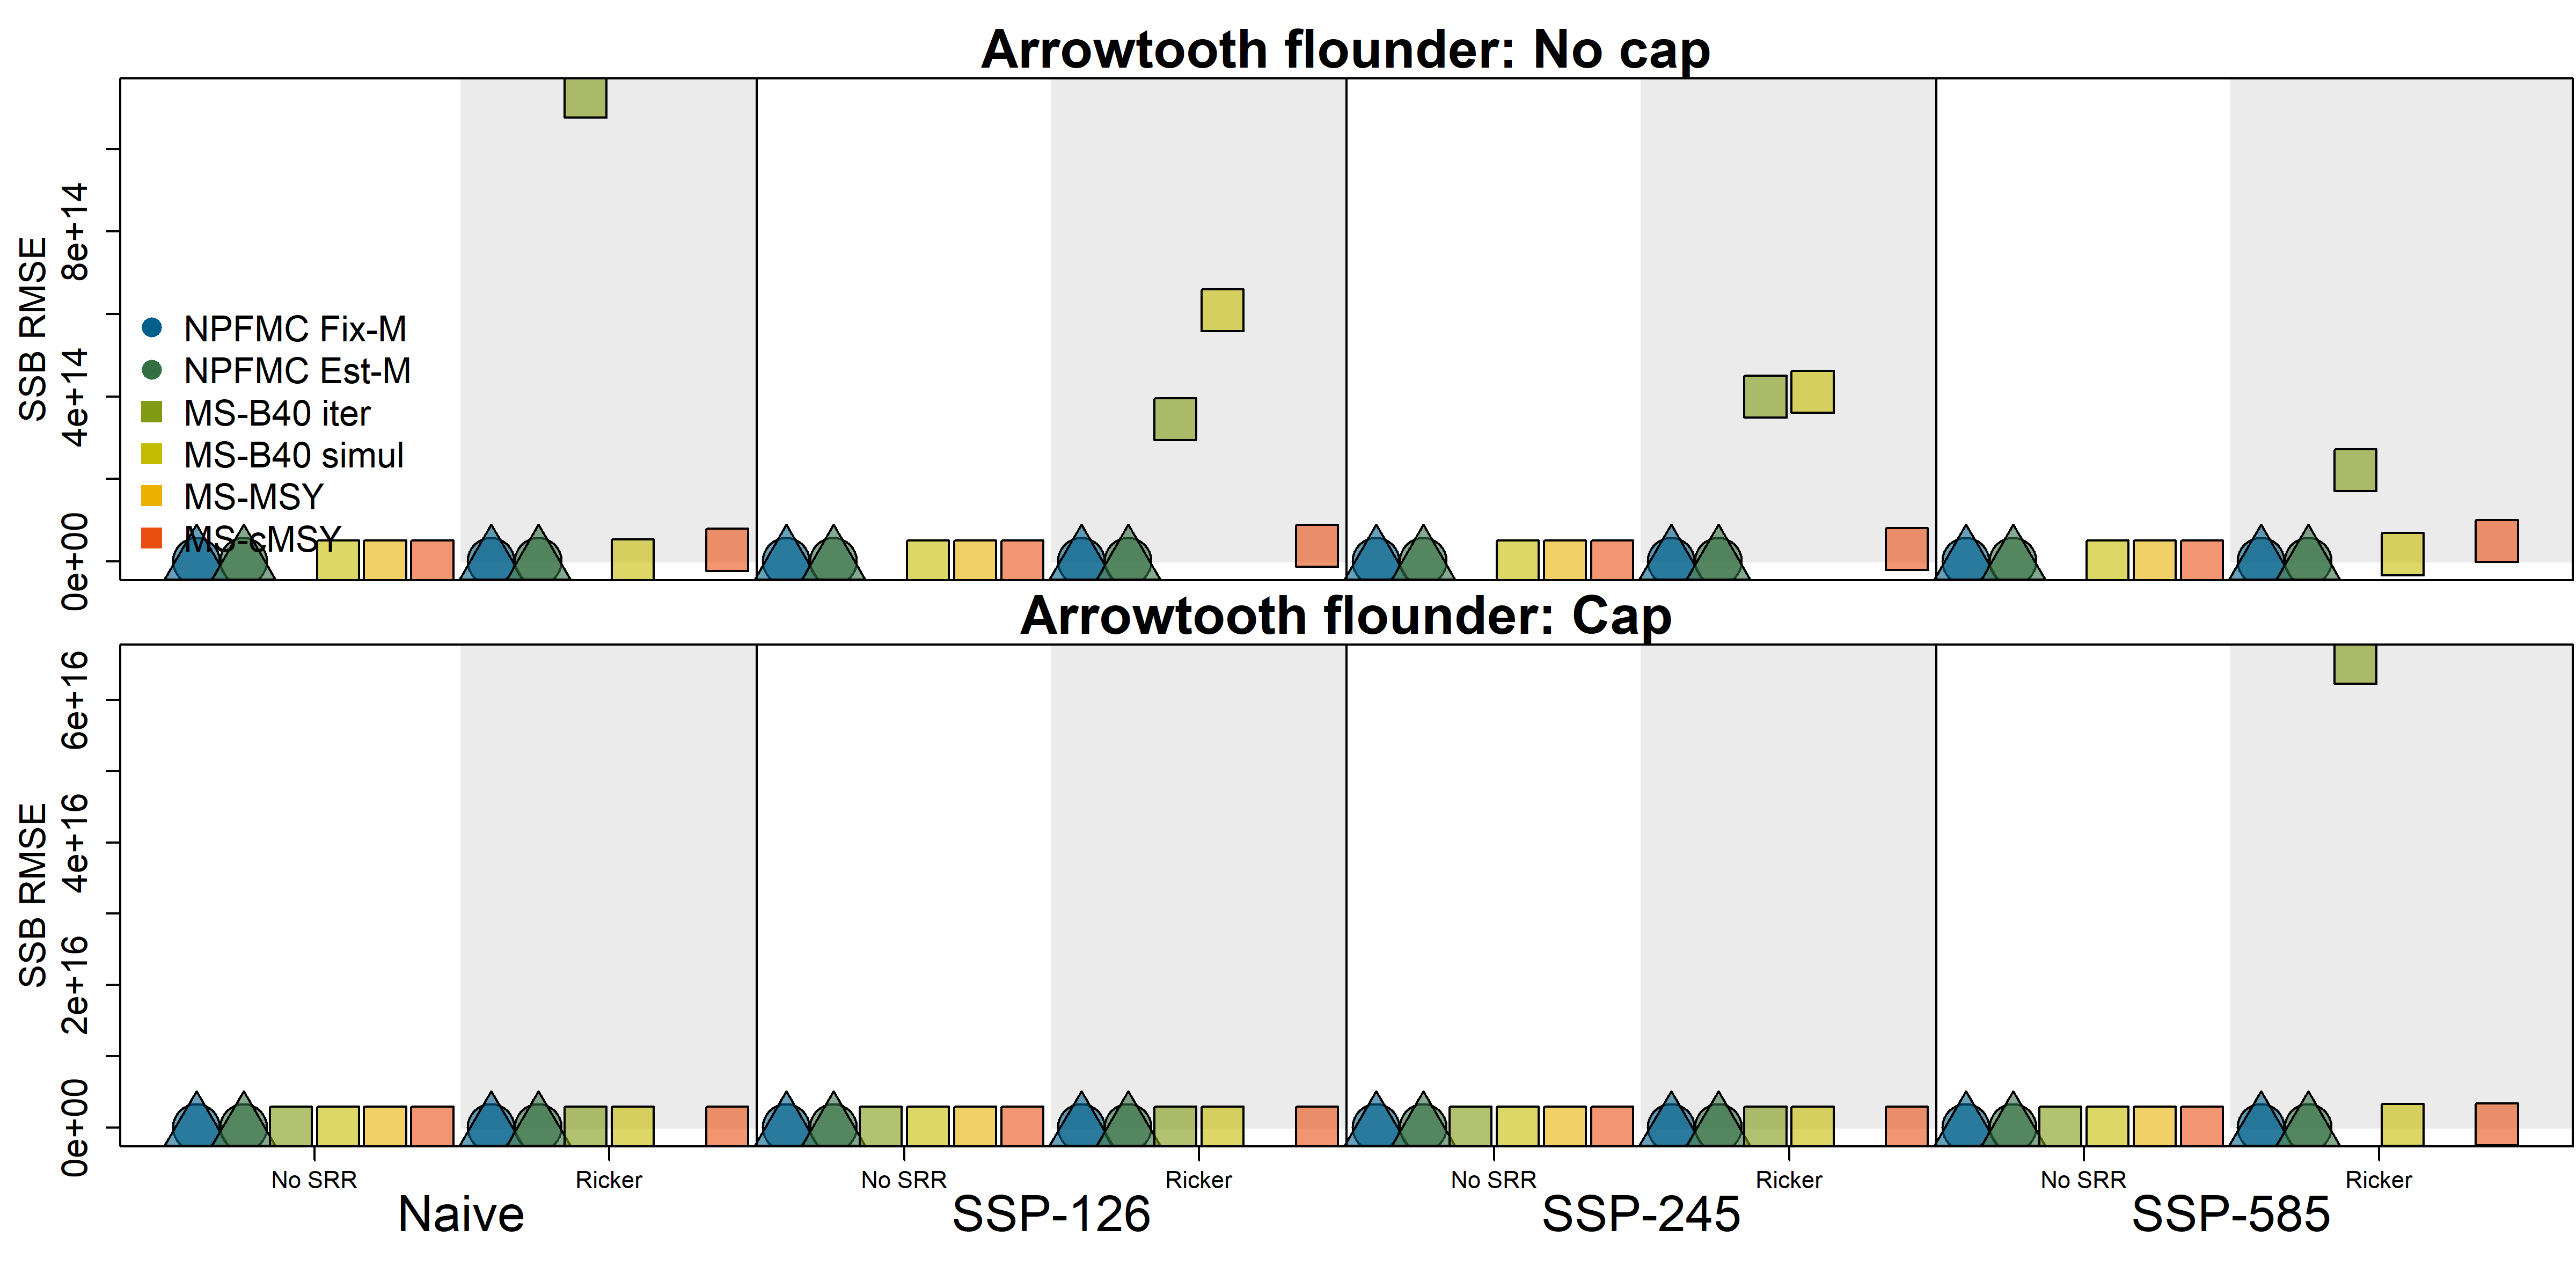 Arrowtooth flounder: No cap
SSB RMSE
8e+14
4e+14
0e+00
NPFMC Fix-M
NPFMC Est-M
MS-B40 iter
MS-B40 simul
MS-MSY
MS-cMSY
Arrowtooth flounder: Cap
SSB RMSE
6e+16
4e+16
2e+16
0e+00
No SRR Ricker No SRR Ricker No SRR Ricker No SRR Ricker
Naive SSP-126 SSP-245 SSP-585